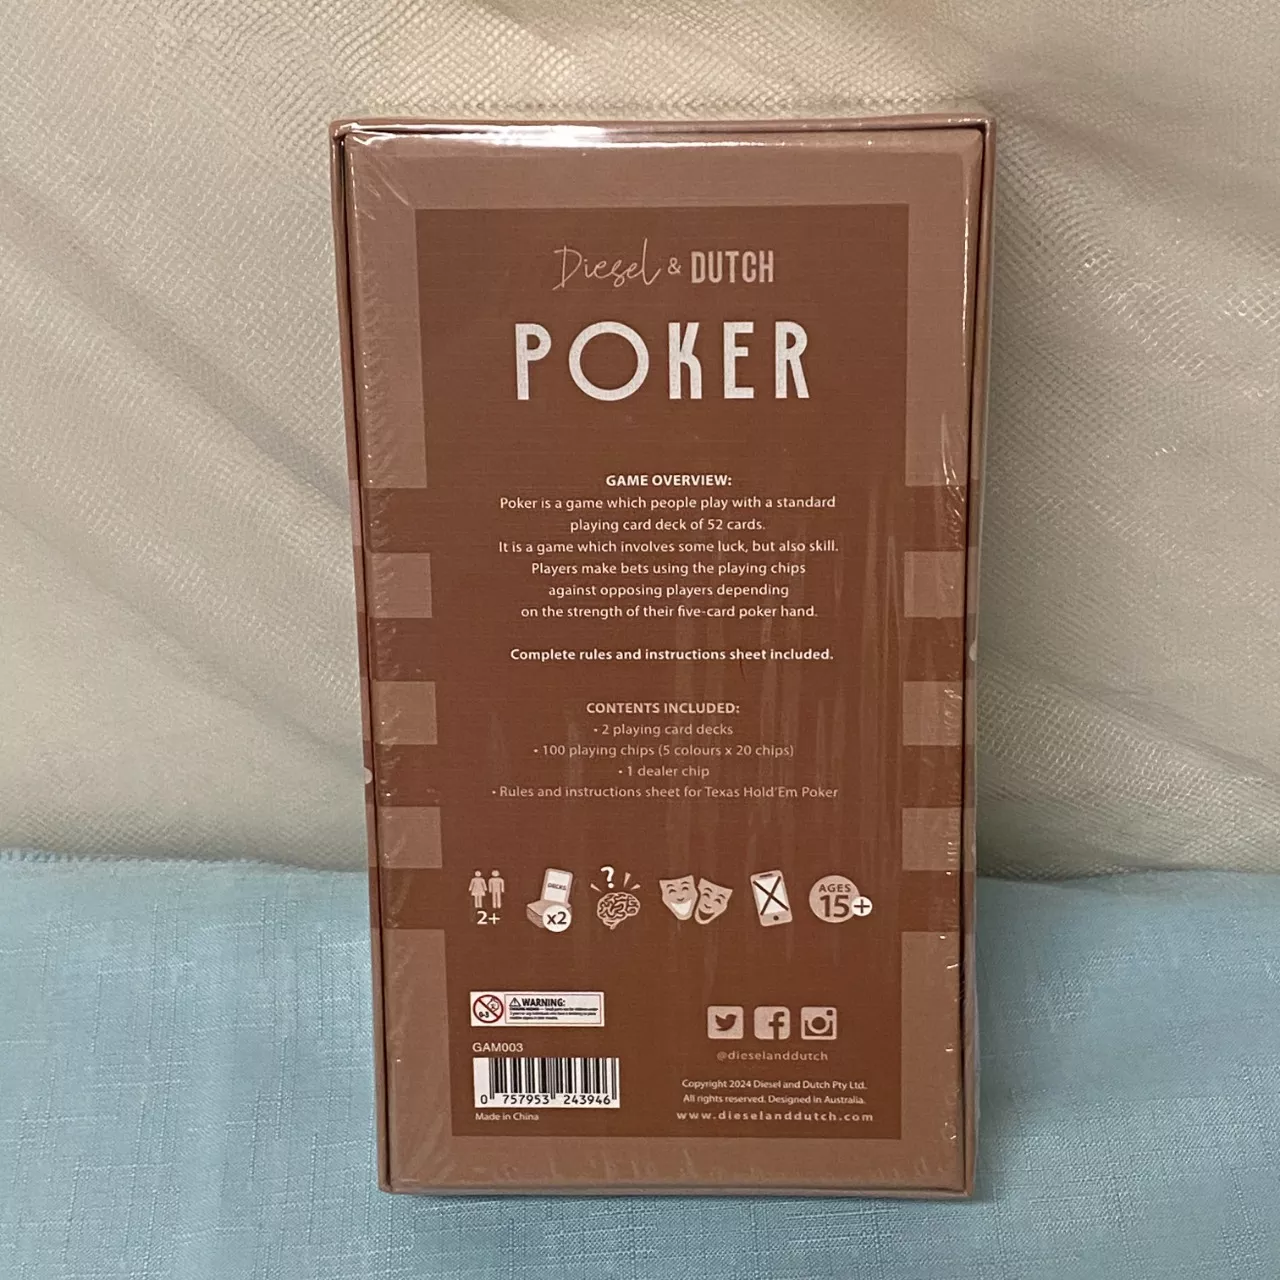 Diesel & DUTCH
POKER
GAME OVERVIEW:
Poker is a game which people play with a standard
playing card deck of 52 cards.
It is a game which involves some luck, but also skill.
Players make bets using the playing chips
against opposing players depending
on the strength of their five-card poker hand.
Complete rules and instructions sheet included.
CONTENTS INCLUDED:
• 2 playing card decks
• 100 playing chips (5 colours x 20 chips)
• 1 dealer chip
• Rules and instructions sheet for Texas Hold'Em Poker
2+
DECKS
x2
?
AGES
15+
0-3
WARNING:
GAM003
0 757953 243946
Made in China
@dieselanddutch
Copyright 2024 Diesel and Dutch Pty Ltd.
All rights reserved. Designed in Australia.
www.dieselanddutch.com